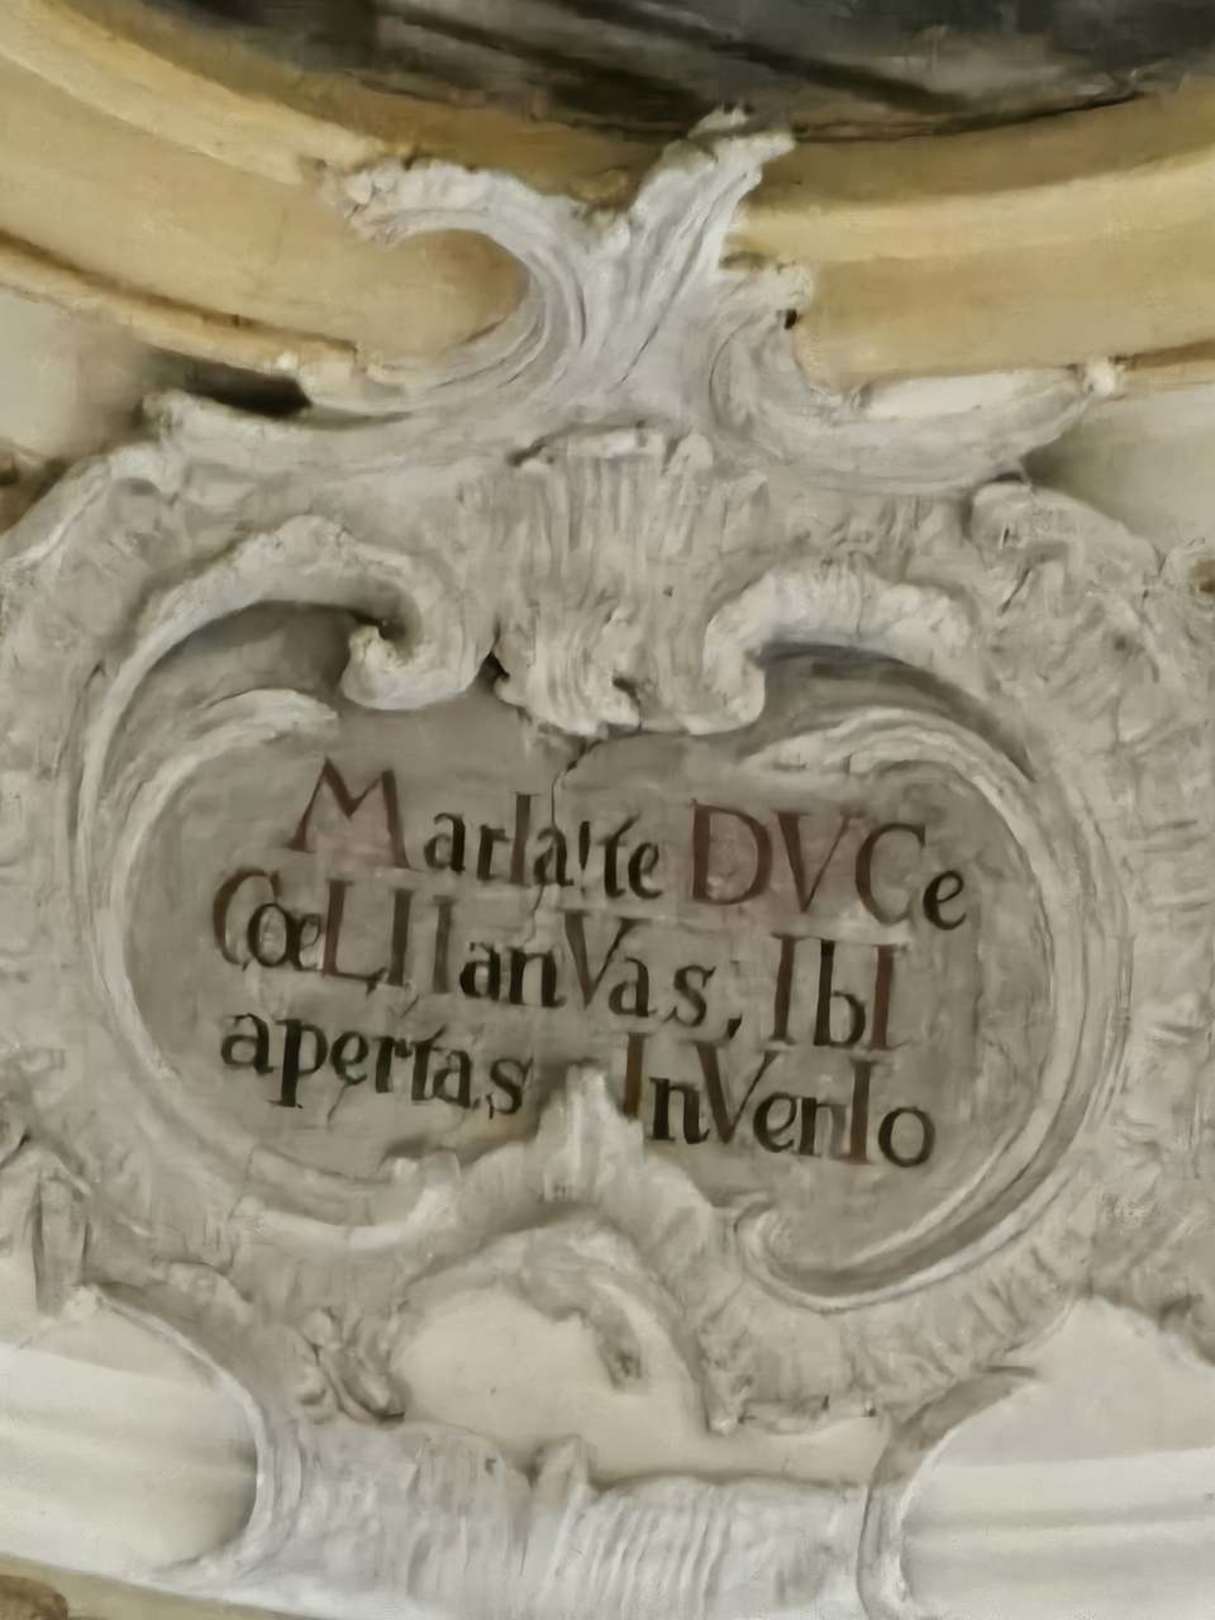 MarIa! te DVCe
CœLI IanVas, IbI
apertas InVenIo